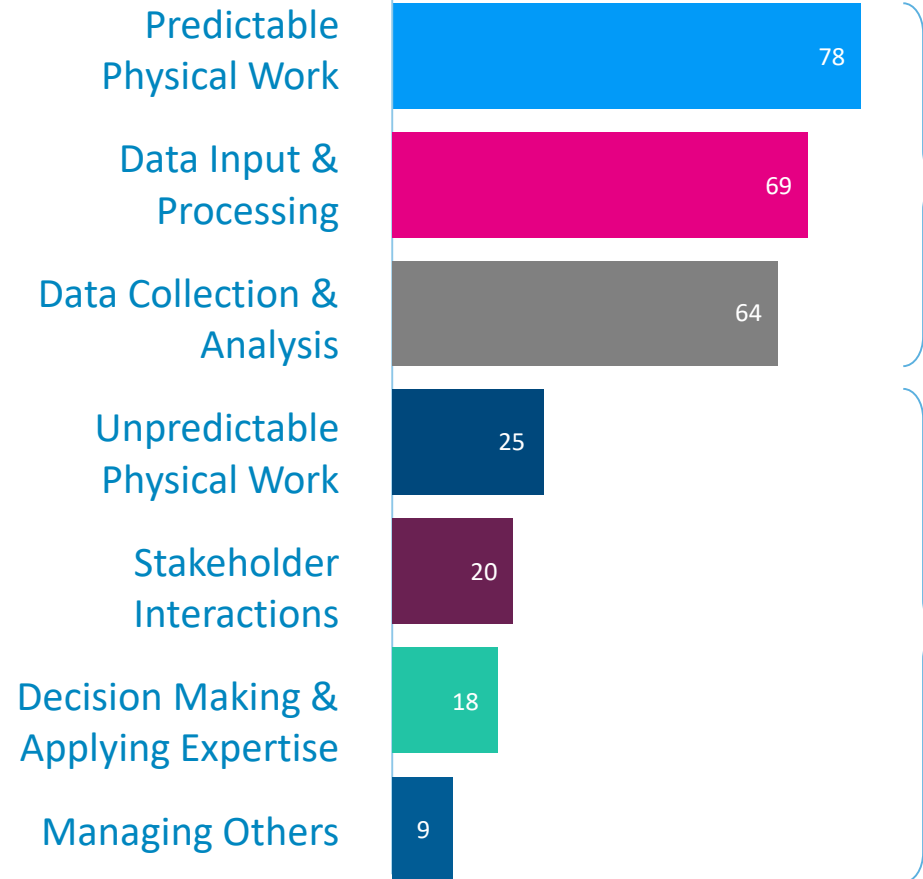 Predictable
Physical Work
78
Data Input &
Processing
69
Data Collection &
Analysis
64
Unpredictable
Physical Work
25
Stakeholder
Interactions
20
Decision Making &
Applying Expertise
18
Managing Others
9